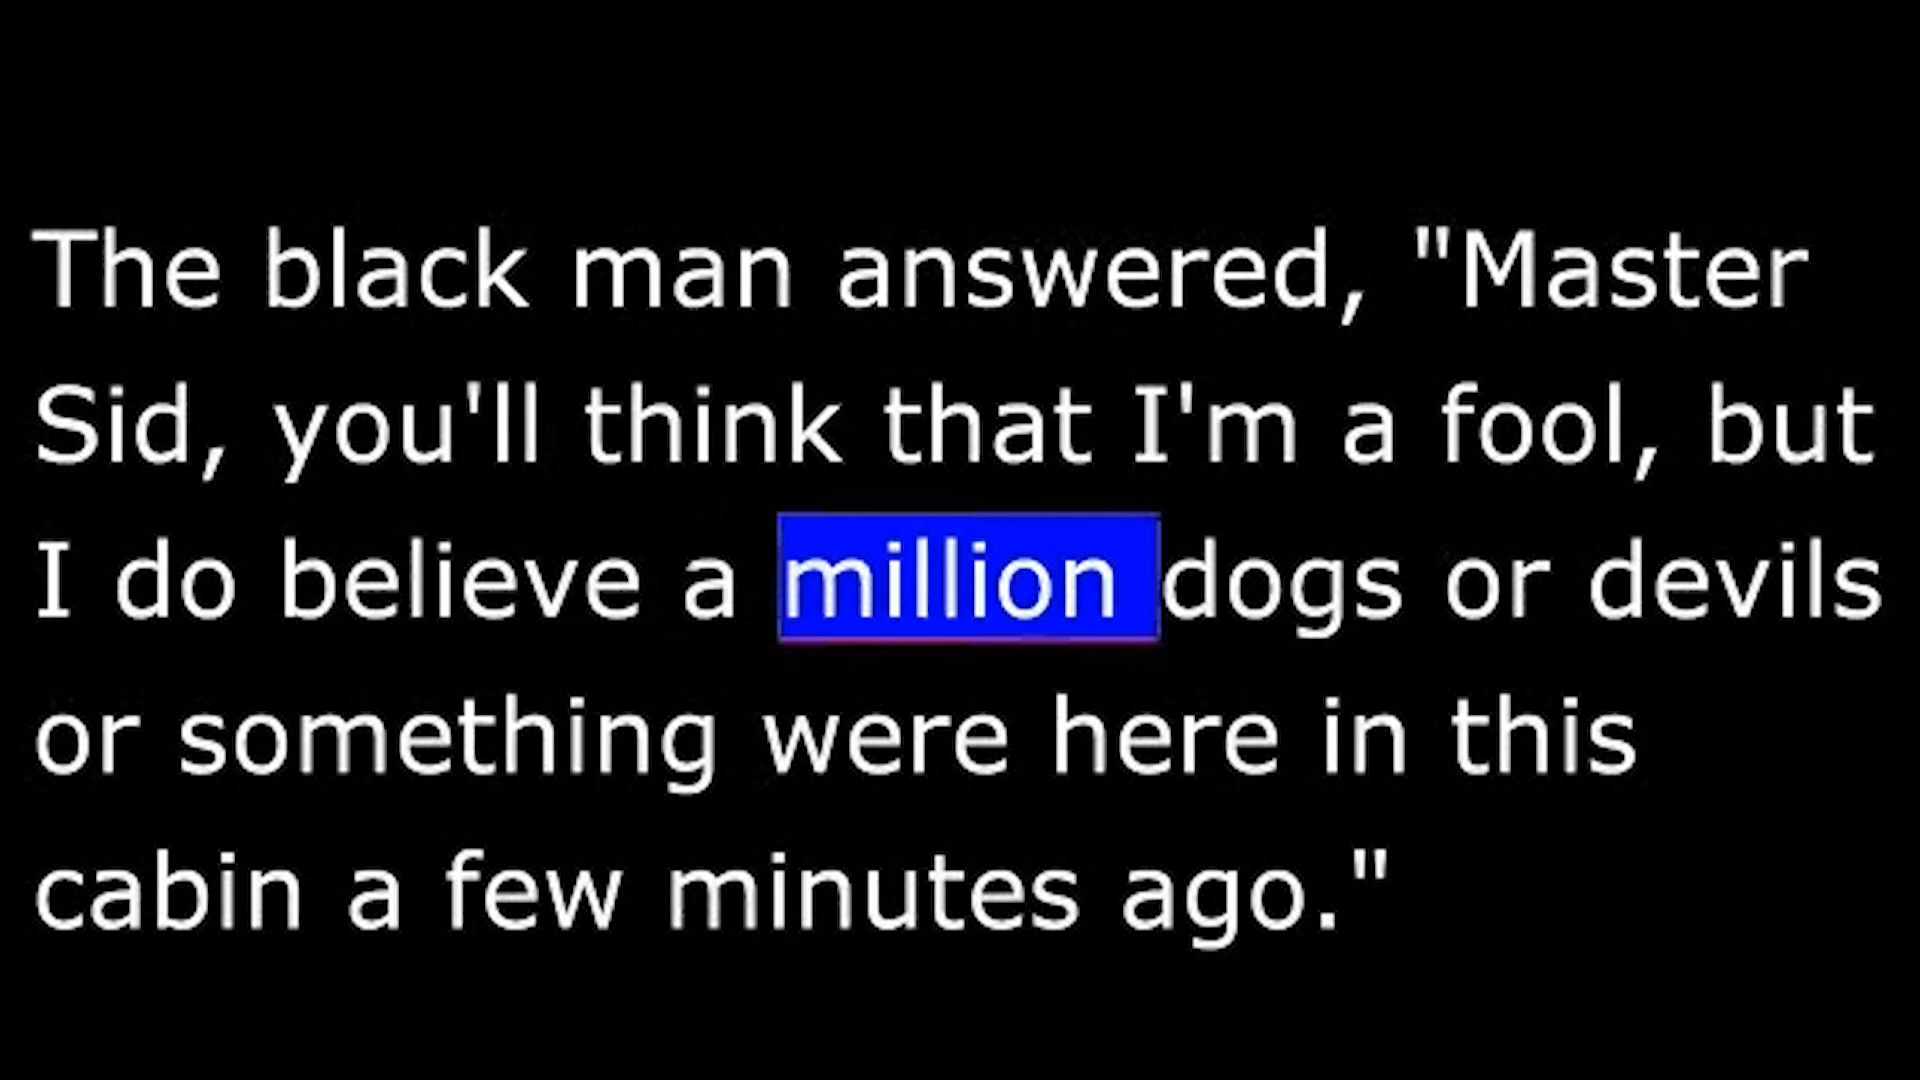 The black man answered, "Master
Sid, you'll think that I'm a fool, but
I do believe a million dogs or devils
or something were here in this
cabin a few minutes ago."